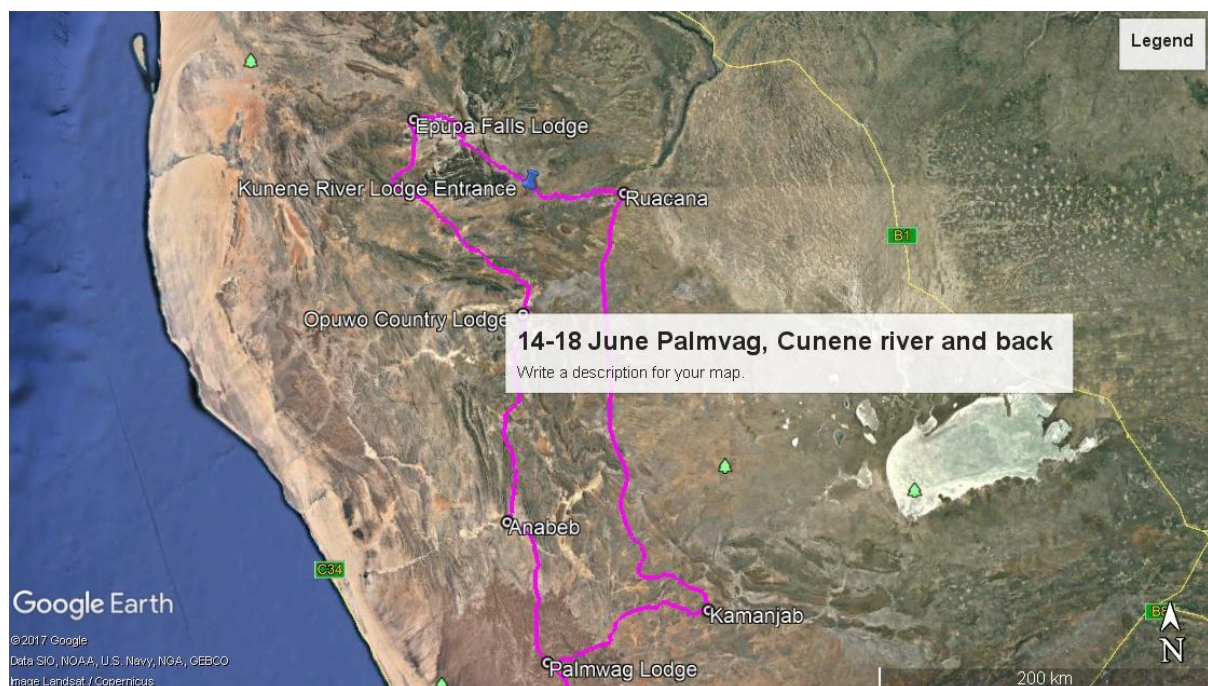 Legend
Epupa Falls Lodge
Kunene River Lodge Entrance
Ruacana
B1
Opuwo Country Lodge
14-18 June Palmvag, Cunene river and back
Write a description for your map.
Anabeb
C34
Google Earth
Kamanjab
B8
©2017 Google
N
Data SIO, NOAA, U.S. Navy, NGA, GEBCO
Palmwag Lodge
200 km
Image Landsat / Copernicus